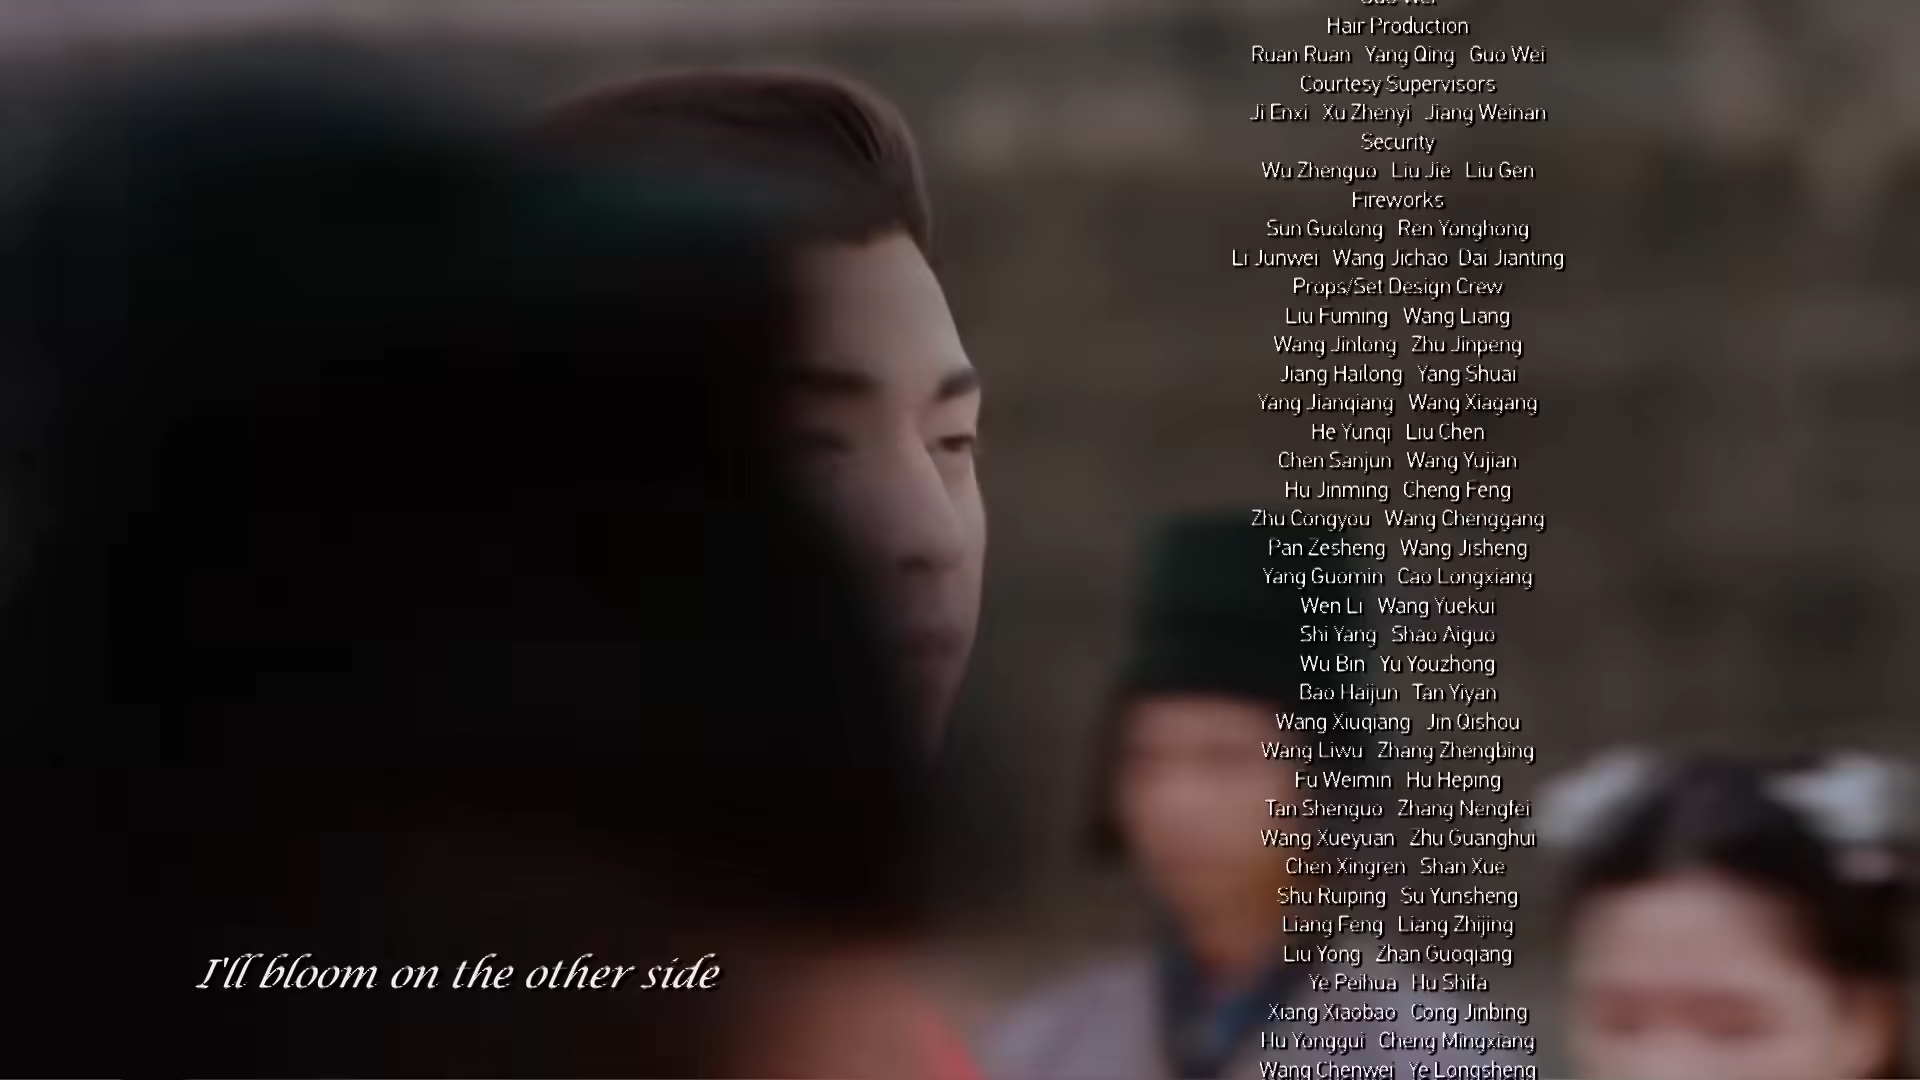 Hair Production
Ruan Ruan Yang Qing Guo Wei
Courtesy Supervisors
Ji Enxi Xu Zhenyi Jiang Weinan
Security
Wu Zhenguo Liu Jie Liu Gen
Fireworks
Sun Guolong Ren Yonghong
Li Junwei Wang Jichao Dai Jianting
Props/Set Design Crew
Liu Fuming Wang Liang
Wang Jinlong Zhu Jinpeng
Jiang Hailong Yang Shuai
Yang Jianqiang Wang Xiagang
He Yunqi Liu Chen
Chen Sanjun Wang Yujian
Hu Jinming Cheng Feng
Zhu Congyou Wang Chenggang
Pan Zesheng Wang Jisheng
Yang Guomin Cao Longxiang
Wen Li Wang Yuekui
Shi Yang Shao Aiguo
Wu Bin Yu Youzhong
Bao Haijun Tan Yiyan
Wang Xiuqiang Jin Qishou
Wang Liwu Zhang Zhengbing
Fu Weimin Hu Heping
Tan Shenguo Zhang Nengfei
Wang Xueyuan Zhu Guanghui
Chen Xingren Shan Xue
Shu Ruiping Su Yunsheng
Liang Feng Liang Zhijing
Liu Yong Zhan Guoqiang
Ye Peihua Hu Shifa
Xiang Xiaobao Cong Jinbing
Hu Yonggui Cheng Mingxiang
Wang Chenwei Ye Longsheng
I'll bloom on the other side